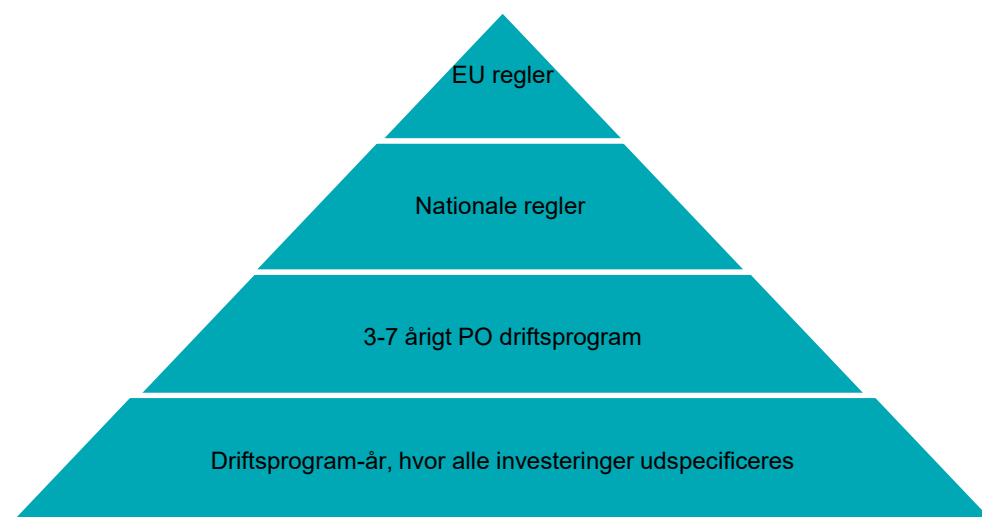 EU regler
Nationale regler
3-7 årigt PO driftsprogram
Driftsprogram-år, hvor alle investeringer udspecificeres